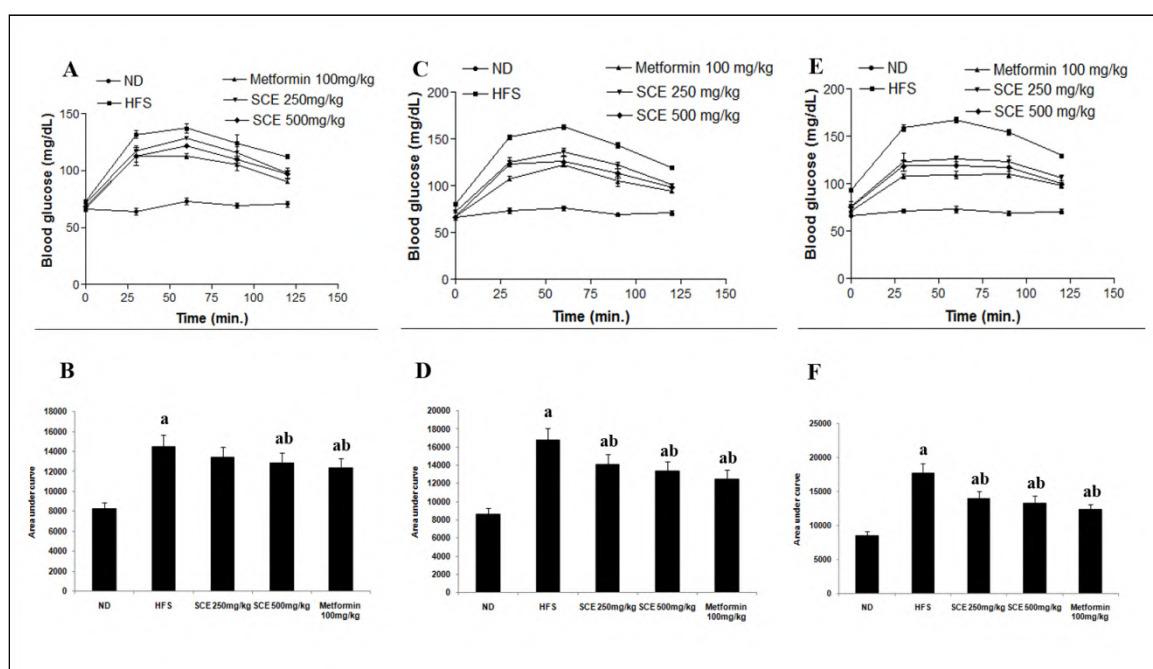 A
ND
HFS
Metformin 100mg/kg
SCE 250mg/kg
SCE 500mg/kg
150
100
50
0
Blood glucose (mg/dL)
0 25 50 75 100 125 150
Time (min.)
C
ND
HFS
Metformin 100 mg/kg
SCE 250 mg/kg
SCE 500 mg/kg
200
150
100
50
0
Blood glucose (mg/dL)
0 25 50 75 100 125 150
Time (min.)
E
ND
HFS
Metformin 100 mg/kg
SCE 250 mg/kg
SCE 500 mg/kg
200
150
100
50
0
Blood glucose (mg/dL)
0 25 50 75 100 125 150
Time (min.)
B
18000
16000
14000
12000
10000
8000
6000
4000
2000
0
Area under curve
a
ab
ab
ND HFS SCE 250mg/kg SCE 500mg/kg Metformin
100mg/kg
D
20000
18000
16000
14000
12000
10000
8000
6000
4000
2000
0
Area under curve
a
ab
ab
ab
ND HFS SCE 250mg/kg SCE 500mg/kg Metformin
100mg/kg
F
25000
20000
15000
10000
5000
0
Area under curve
a
ab
ab
ab
ND HFS SCE 250mg/kg SCE 500mg/kg Metformin
100mg/kg